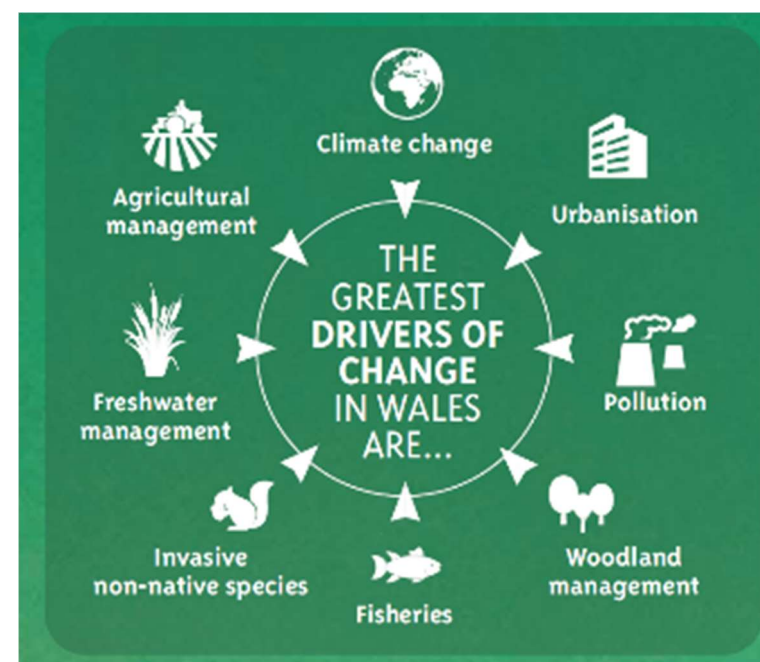 Climate change
Urbanisation
Pollution
Woodland
management
Fisheries
Invasive
non-native species
Freshwater
management
Agricultural
management
THE
GREATEST
DRIVERS OF
CHANGE
IN WALES
ARE...